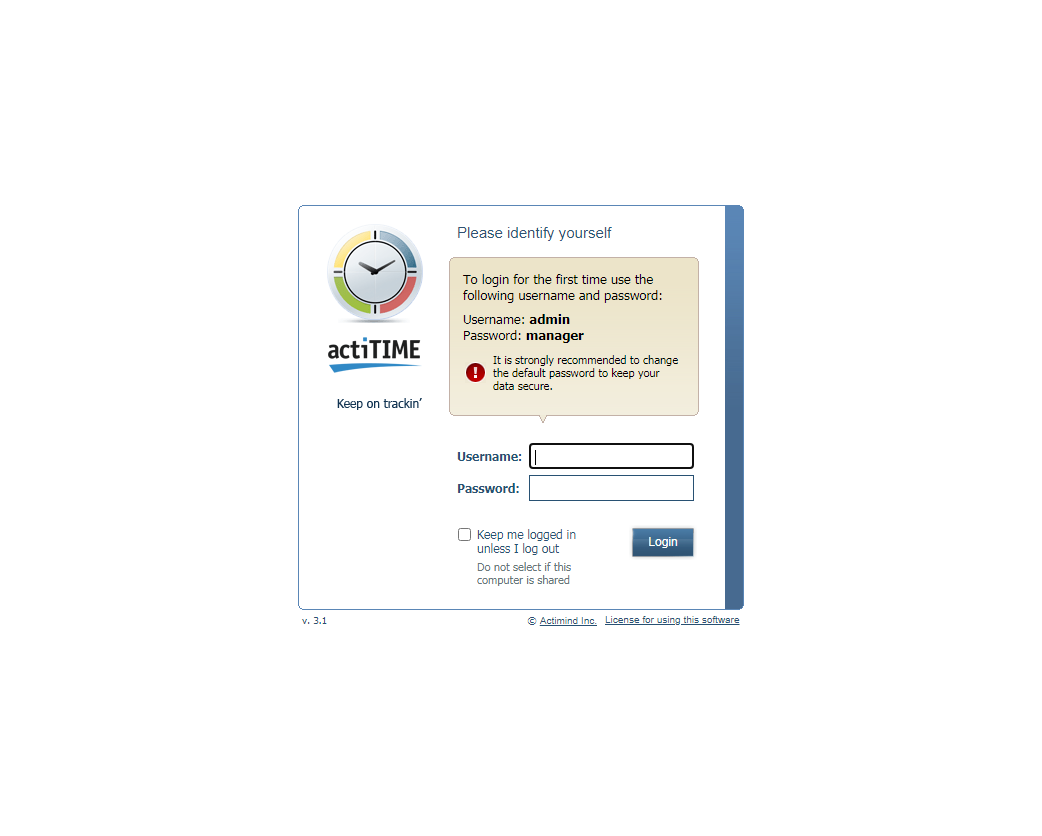 Please identify yourself
To login for the first time use the
following username and password:
Username: admin
Password: manager
It is strongly recommended to change
the default password to keep your
data secure.
actiTIME
Keep on trackin’
Username:
Password:
Keep me logged in
unless I log out
Login
Do not select if this
computer is shared
v. 3.1
© Actimind Inc. License for using this software